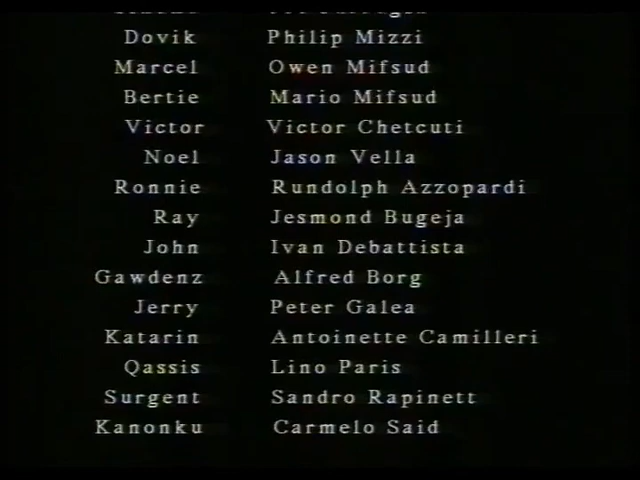 Dovik Philip Mizzi
Marcel Owen Mifsud
Bertie Mario Mifsud
Victor Victor Chetcuti
Noel Jason Vella
Ronnie Rundolph Azzopardi
Ray Jesmond Bugeja
John Ivan Debattista
Gawdenz Alfred Borg
Jerry Peter Galea
Katarin Antoinette Camilleri
Qassis Lino Paris
Surgent Sandro Rapinett
Kanonku Carmelo Said